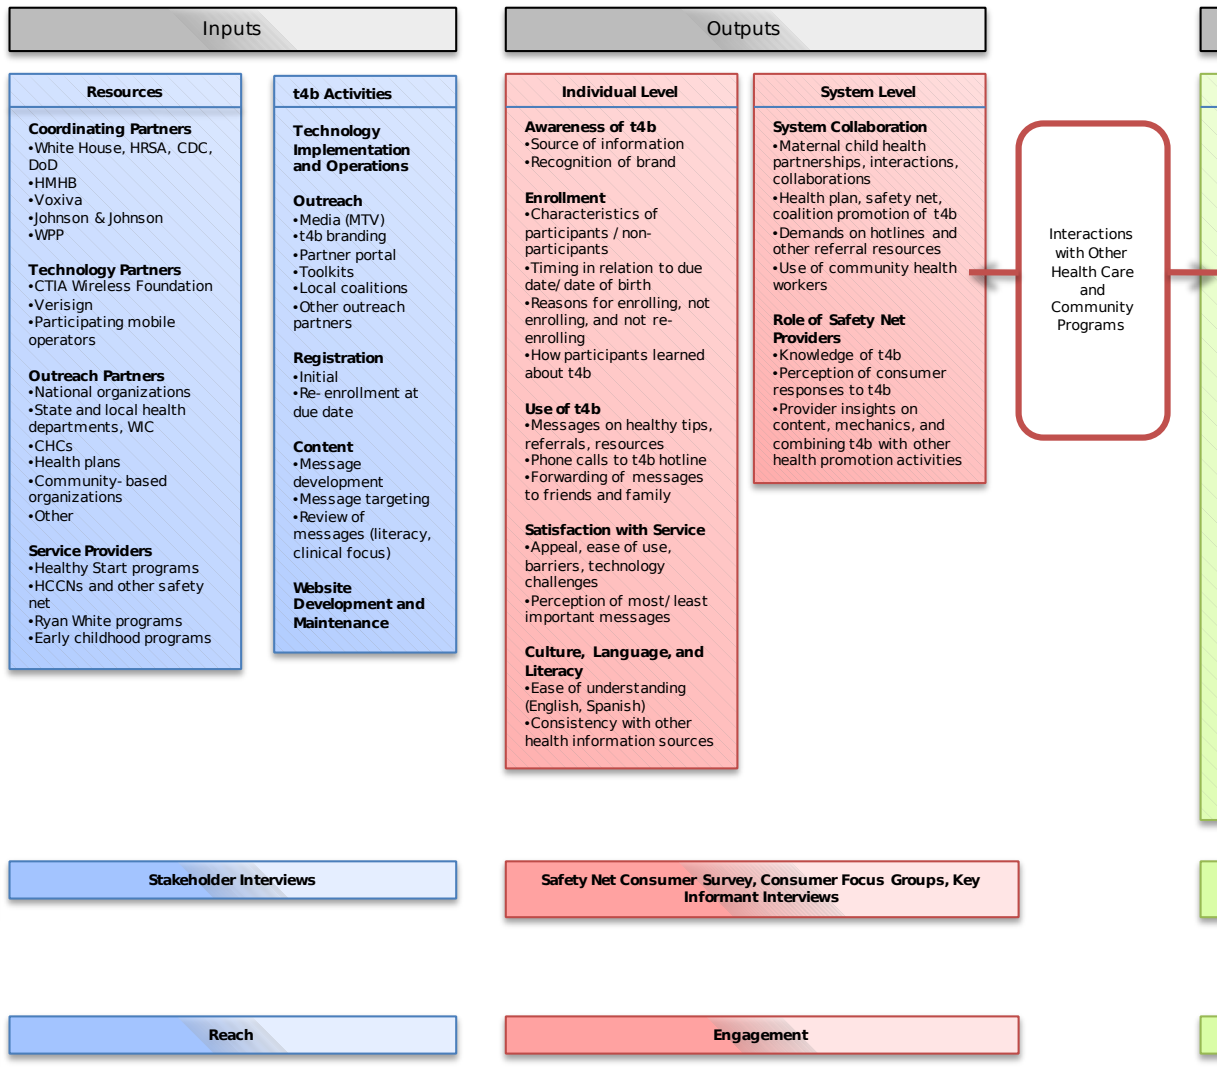 Inputs
Outputs
Resources
Coordinating Partners
•White House, HRSA, CDC,
DoD
•HMHB
•Voxiva
•Johnson & Johnson
•WPP
Technology Partners
•CTIA Wireless Foundation
•Verisign
•Participating mobile
operators
Outreach Partners
•National organizations
•State and local health
departments, WIC
•CHCs
•Health plans
•Community-based
organizations
•Other
Service Providers
•Healthy Start programs
•HCCNs and other safety
net
•Ryan White programs
•Early childhood programs
t4b Activities
Technology
Implementation
and Operations
Outreach
•Media (MTV)
•t4b branding
•Partner portal
•Toolkits
•Local coalitions
•Other outreach
partners
Registration
•Initial
•Re-enrollment at
due date
Content
•Message
development
•Message targeting
•Review of
messages (literacy,
clinical focus)
Website
Development and
Maintenance
Individual Level
Awareness of t4b
•Source of information
•Recognition of brand
Enrollment
•Characteristics of
participants / non-
participants
•Timing in relation to due
date/ date of birth
•Reasons for enrolling, not
enrolling, and not re-
enrolling
•How participants learned
about t4b
Use of t4b
•Messages on healthy tips,
referrals, resources
•Phone calls to t4b hotline
•Forwarding of messages
to friends and family
Satisfaction with Service
•Appeal, ease of use,
barriers, technology
challenges
•Perception of most/ least
important messages
Culture, Language, and
Literacy
•Ease of understanding
(English, Spanish)
•Consistency with other
health information sources
System Level
System Collaboration
•Maternal child health
partnerships, interactions,
collaborations
•Health plan, safety net,
coalition promotion of t4b
•Demands on hotlines and
other referral resources
•Use of community health
workers
Role of Safety Net
Providers
•Knowledge of t4b
•Perception of consumer
responses to t4b
•Provider insights on
content, mechanics, and
combining t4b with other
health promotion activities
Interactions
with Other
Health Care
and
Community
Programs
Stakeholder Interviews
Safety Net Consumer Survey, Consumer Focus Groups, Key
Informant Interviews
Reach
Engagement